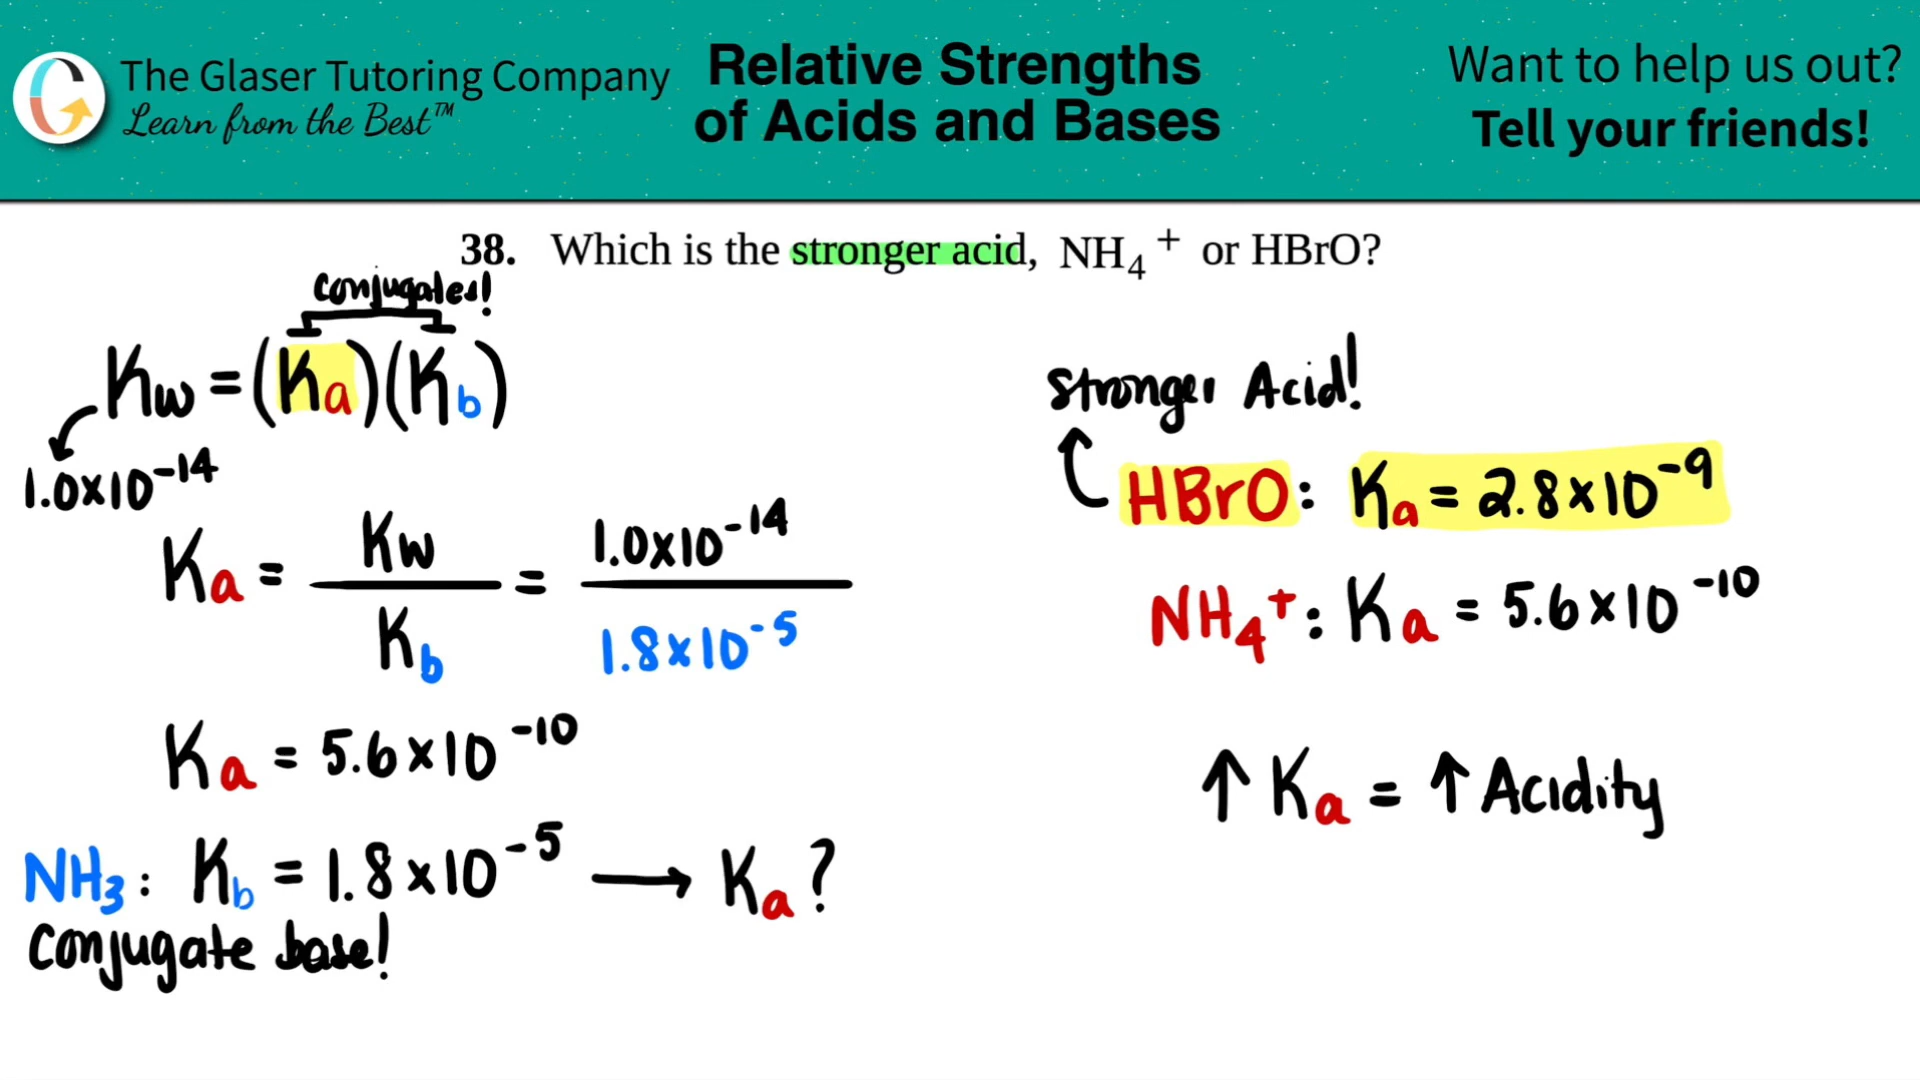 The Glaser Tutoring Company
Learn from the Best™
Relative Strengths
of Acids and Bases
Want to help us out?
Tell your friends!
38. Which is the stronger acid, NH₄⁺ or HBrO?
Conjugates!
Kw = (Ka)(Kb)
1.0x10⁻¹⁴
Ka = Kw / Kb = 1.0x10⁻¹⁴ / 1.8x10⁻⁵
Ka = 5.6x10⁻¹⁰
NH₃: Kb = 1.8x10⁻⁵ → Ka?
Conjugate base!
Stronger Acid!
HBrO: Ka = 2.8x10⁻⁹
NH₄⁺: Ka = 5.6x10⁻¹⁰
↑ Ka = ↑ Acidity